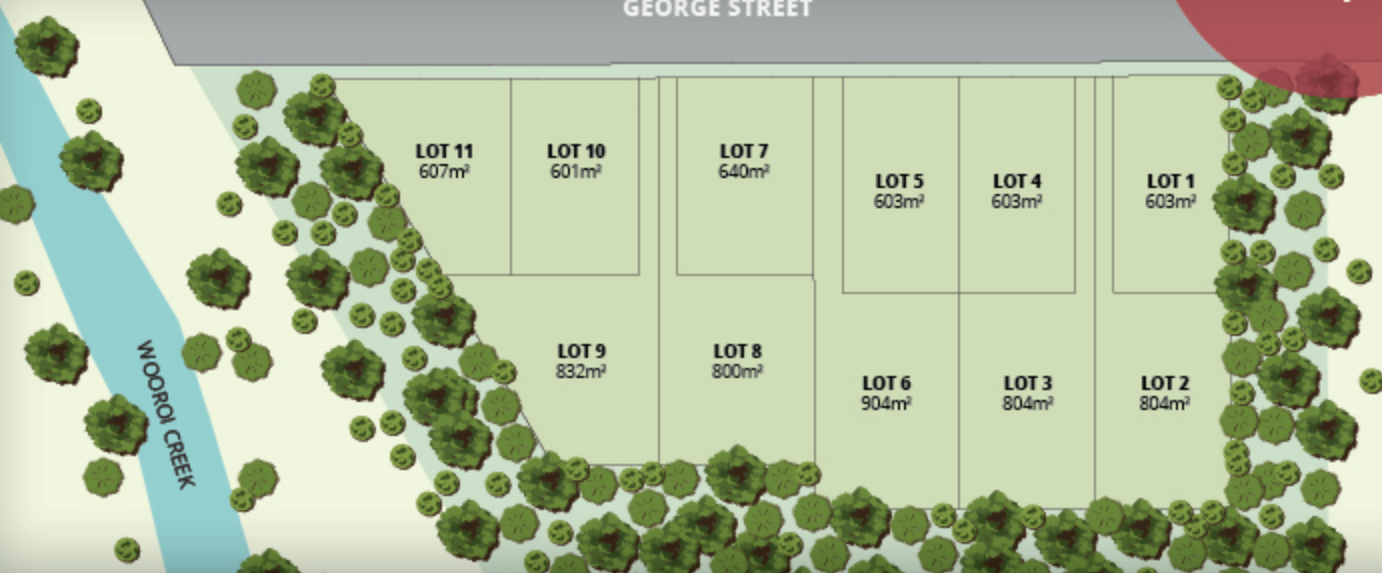 GEORGE STREET
LOT 11
607m²
LOT 10
601m²
LOT 7
640m²
LOT 5
603m²
LOT 4
603m²
LOT 1
603m²
LOT 9
832m²
LOT 8
800m²
LOT 6
904m²
LOT 3
804m²
LOT 2
804m²
WOOROI CREEK